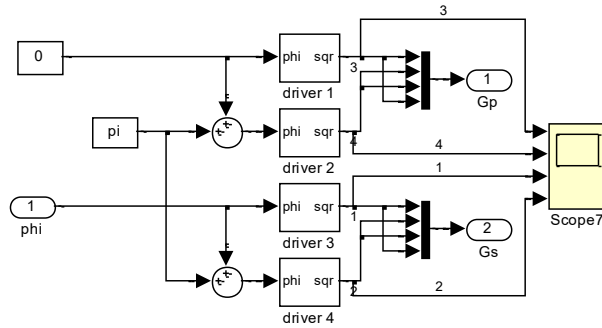 3
0
phi sqr
driver 1
3
1
Gp
pi
phi sqr
driver 2
4
4
1
1
phi
phi sqr
driver 3
1
2
Gs
Scope7
phi sqr
driver 4
2
2